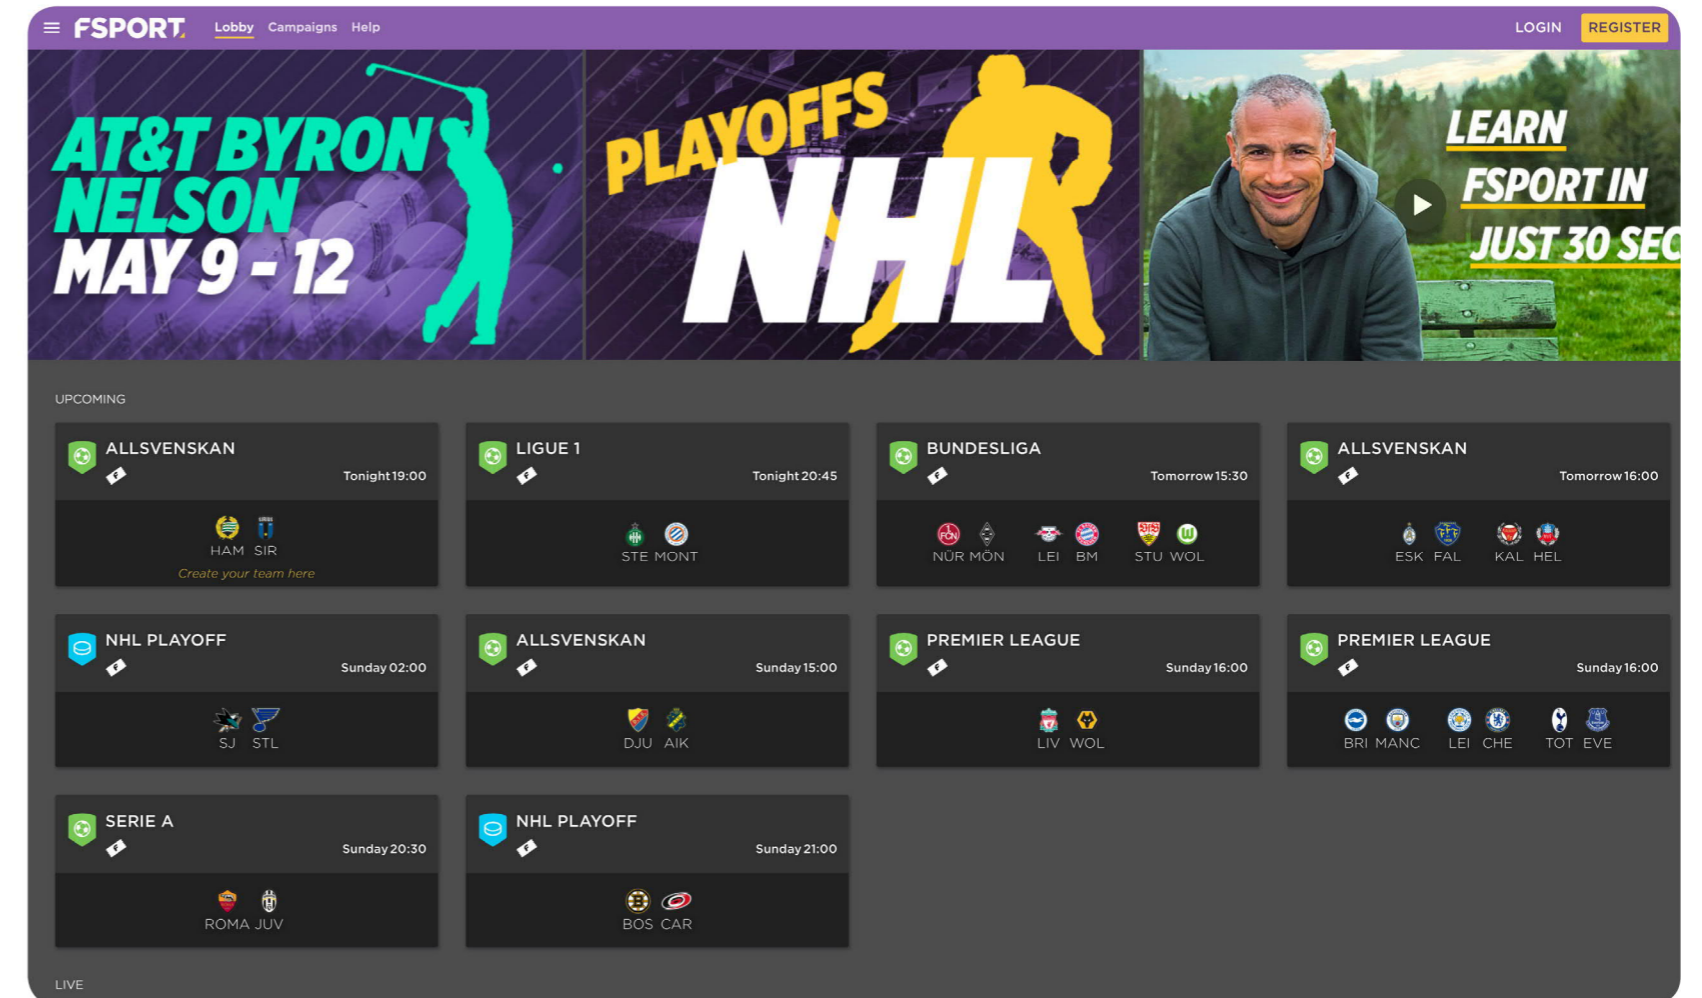 FSPORT
Lobby Campaigns Help
LOGIN REGISTER
AT&T BYRON
NELSON
MAY 9 - 12
PLAYOFFS
NHL
LEARN
FSPORT IN
JUST 30 SEC
UPCOMING
ALLSVENSKAN
Tonight 19:00
HAM SIR
Create your team here
LIGUE 1
Tonight 20:45
STE MONT
BUNDESLIGA
Tomorrow 15:30
NÜR MÖN LEI BM STU WOL
ALLSVENSKAN
Tomorrow 16:00
ESK FAL KAL HEL
NHL PLAYOFF
Sunday 02:00
SJ STL
ALLSVENSKAN
Sunday 15:00
DJU AIK
PREMIER LEAGUE
Sunday 16:00
LIV WOL
PREMIER LEAGUE
Sunday 16:00
BRI MANC LEI CHE TOT EVE
SERIE A
Sunday 20:30
ROMA JUV
NHL PLAYOFF
Sunday 21:00
BOS CAR
LIVE